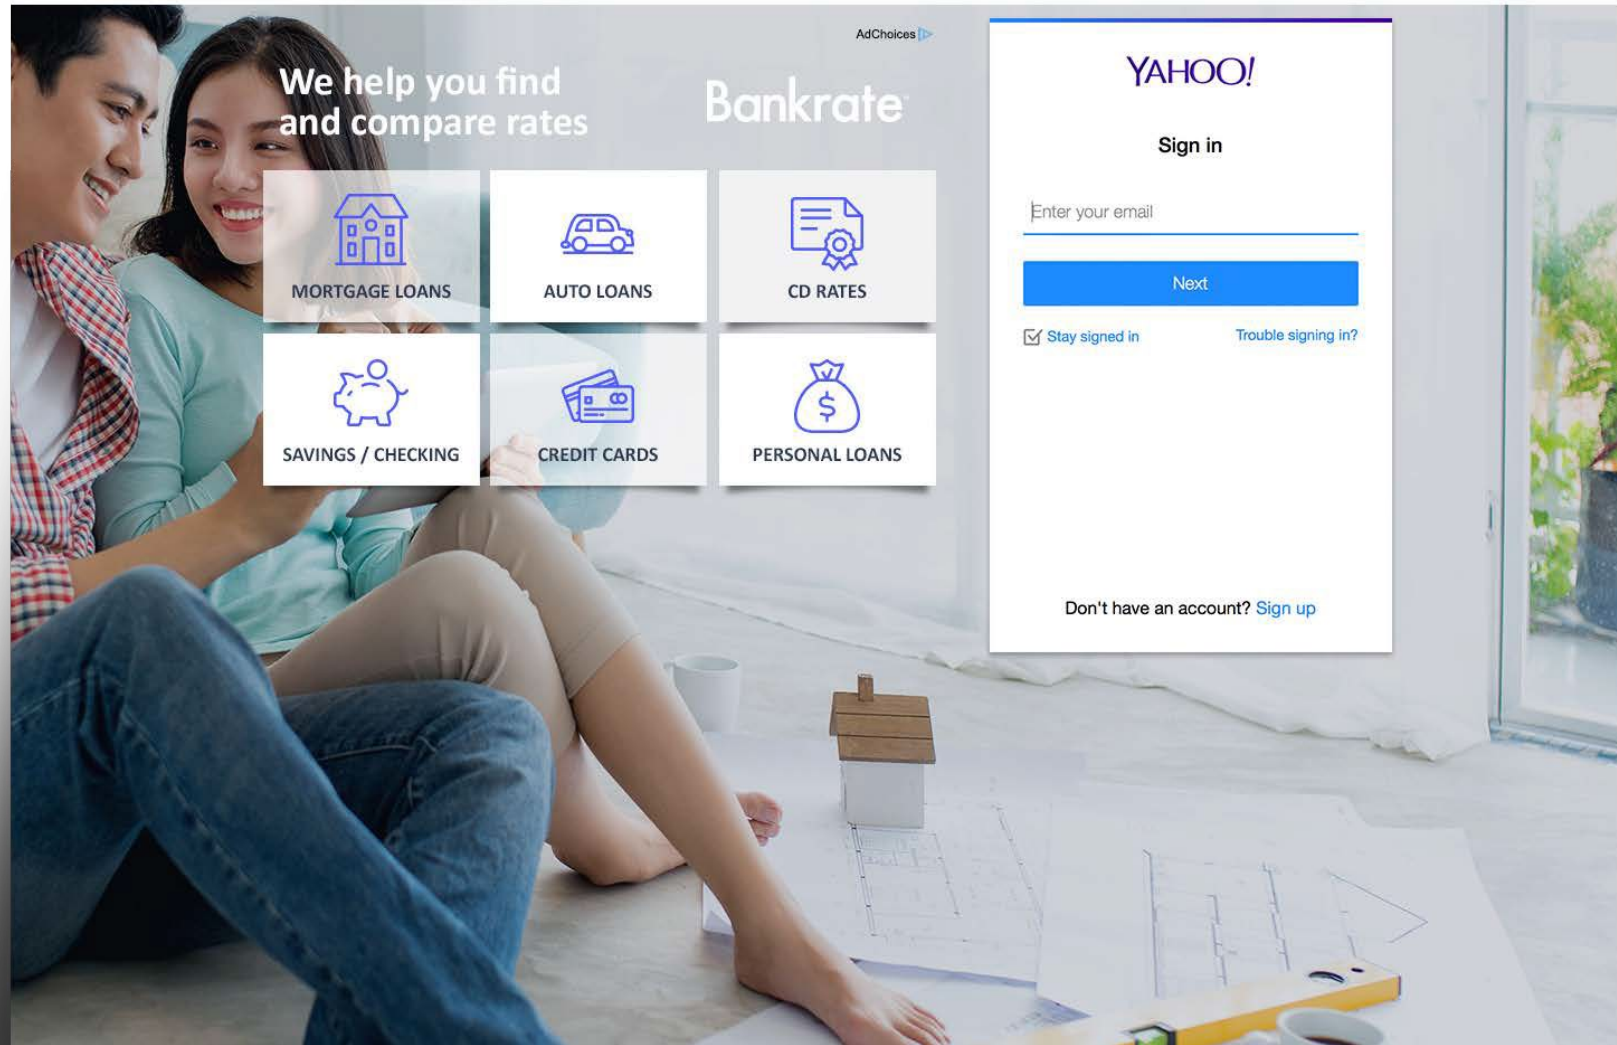 AdChoices
We help you find
and compare rates
Bankrate
MORTGAGE LOANS
AUTO LOANS
CD RATES
SAVINGS / CHECKING
CREDIT CARDS
PERSONAL LOANS
YAHOO!
Sign in
Enter your email
Next
Stay signed in
Trouble signing in?
Don't have an account? Sign up